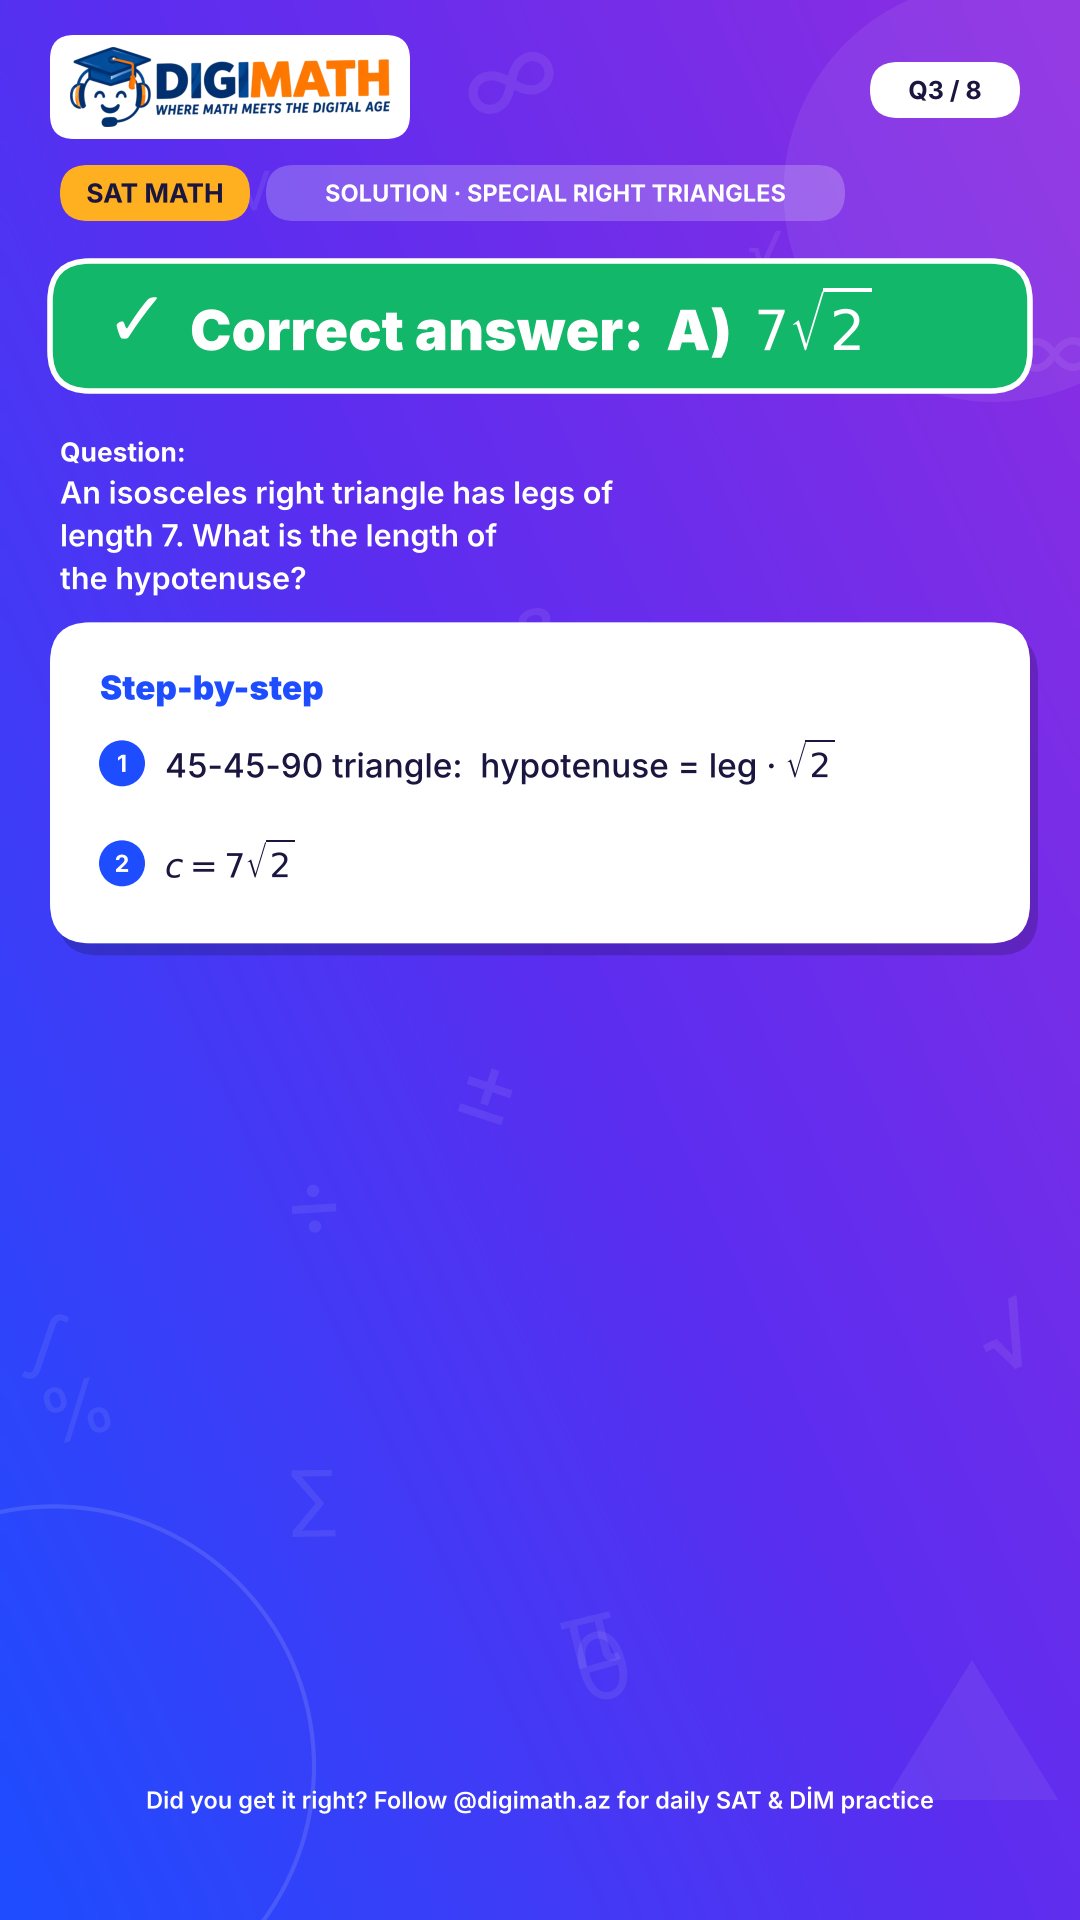 DIGIMATH
WHERE MATH MEETS THE DIGITAL AGE
Q3 / 8
SAT MATH
SOLUTION · SPECIAL RIGHT TRIANGLES
✓ Correct answer: A) 7√2
Question:
An isosceles right triangle has legs of
length 7. What is the length of
the hypotenuse?
Step-by-step
1 45-45-90 triangle: hypotenuse = leg · √2
2 c = 7√2
Did you get it right? Follow @digimath.az for daily SAT & DİM practice